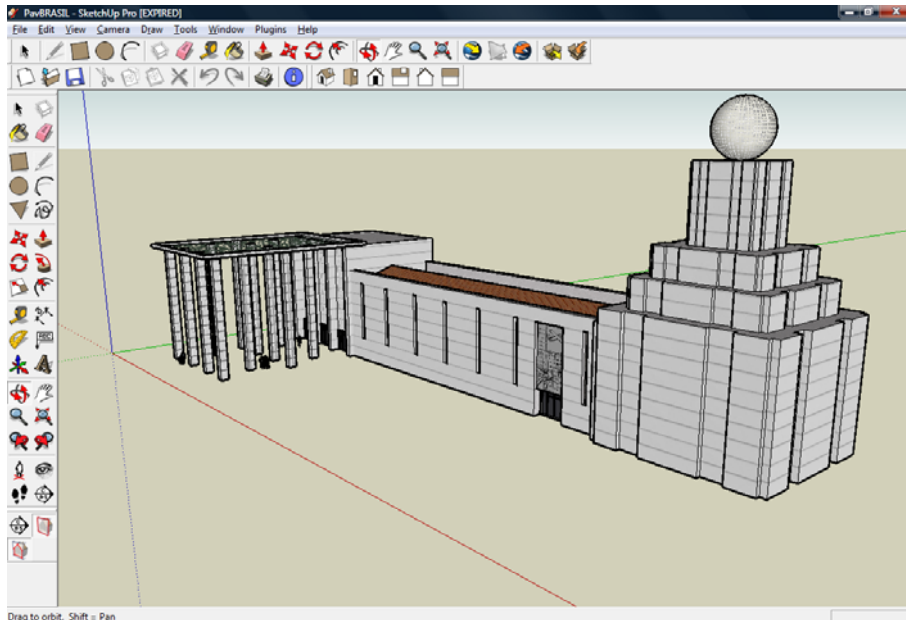 PavBRASIL - SketchUp Pro [EXPIRED]
File Edit View Camera Draw Tools Window Plugins Help
Drag to orbit. Shift = Pan